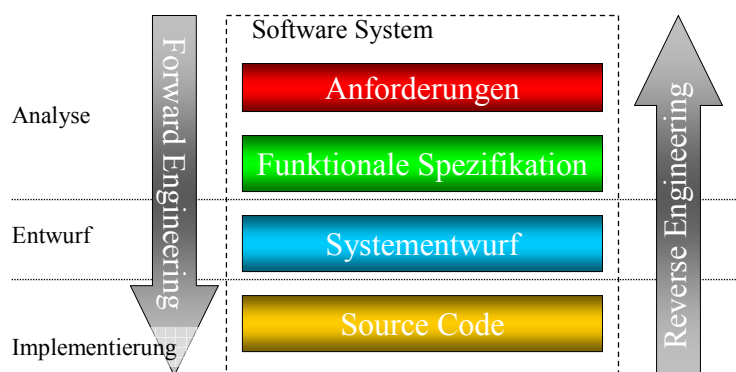 Software System
Forward Engineering
Reverse Engineering
Analyse
Anforderungen
Funktionale Spezifikation
Entwurf
Systementwurf
Source Code
Implementierung